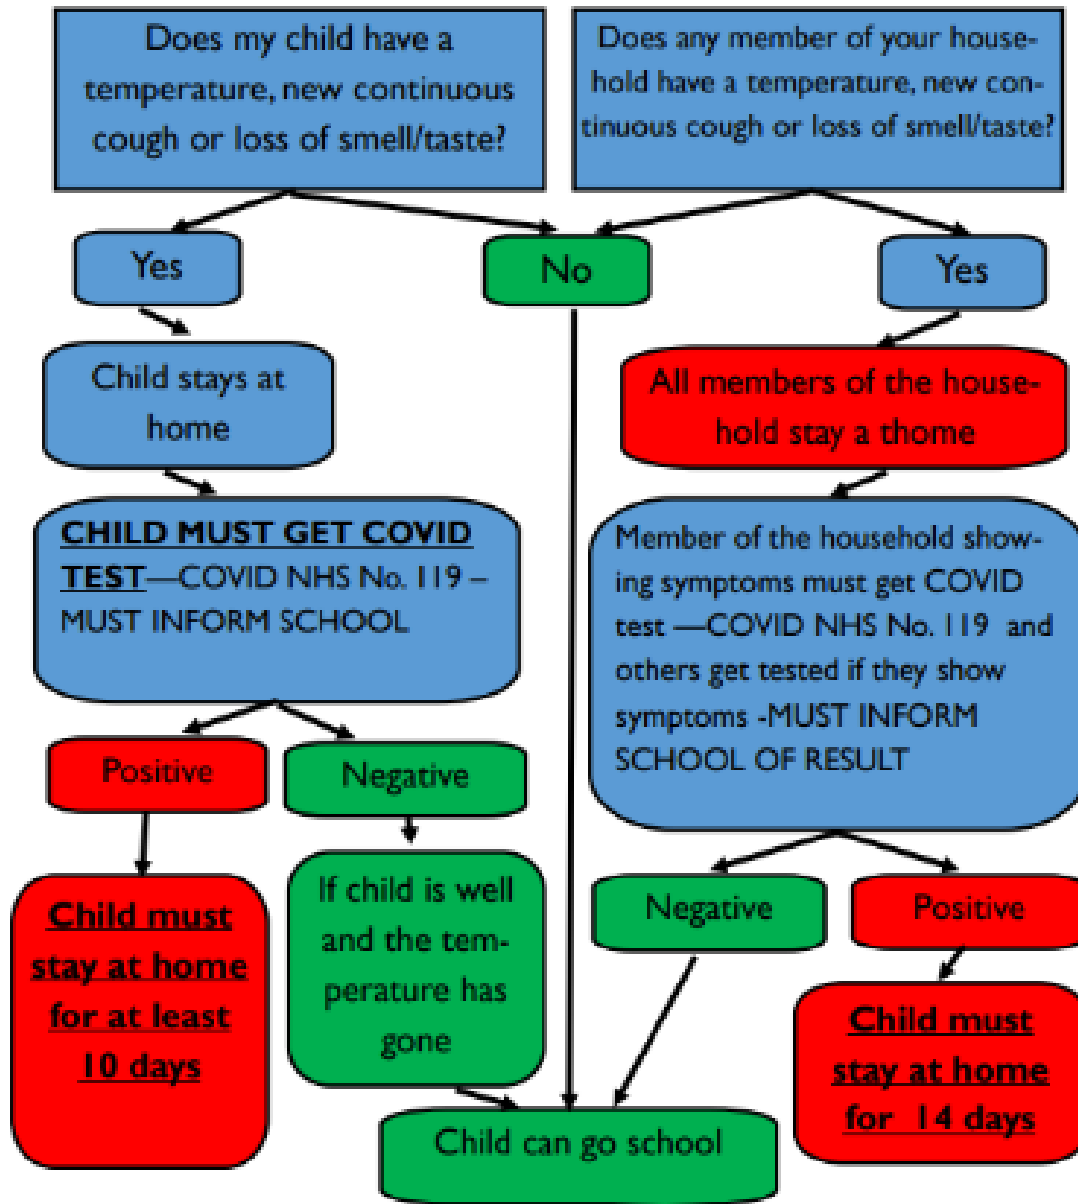 Does my child have a
temperature, new continuous
cough or loss of smell/taste?
Does any member of your house-
hold have a temperature, new con-
tinuous cough or loss of smell/taste?
Yes
No
Yes
Child stays at
home
All members of the house-
hold stay a thome
CHILD MUST GET COVID
TEST—COVID NHS No. 119 –
MUST INFORM SCHOOL
Member of the household show-
ing symptoms must get COVID
test —COVID NHS No. 119 and
others get tested if they show
symptoms -MUST INFORM
SCHOOL OF RESULT
Positive
Negative
Child must
stay at home
for at least
10 days
If child is well
and the tem-
perature has
gone
Negative
Positive
Child must
stay at home
for 14 days
Child can go school